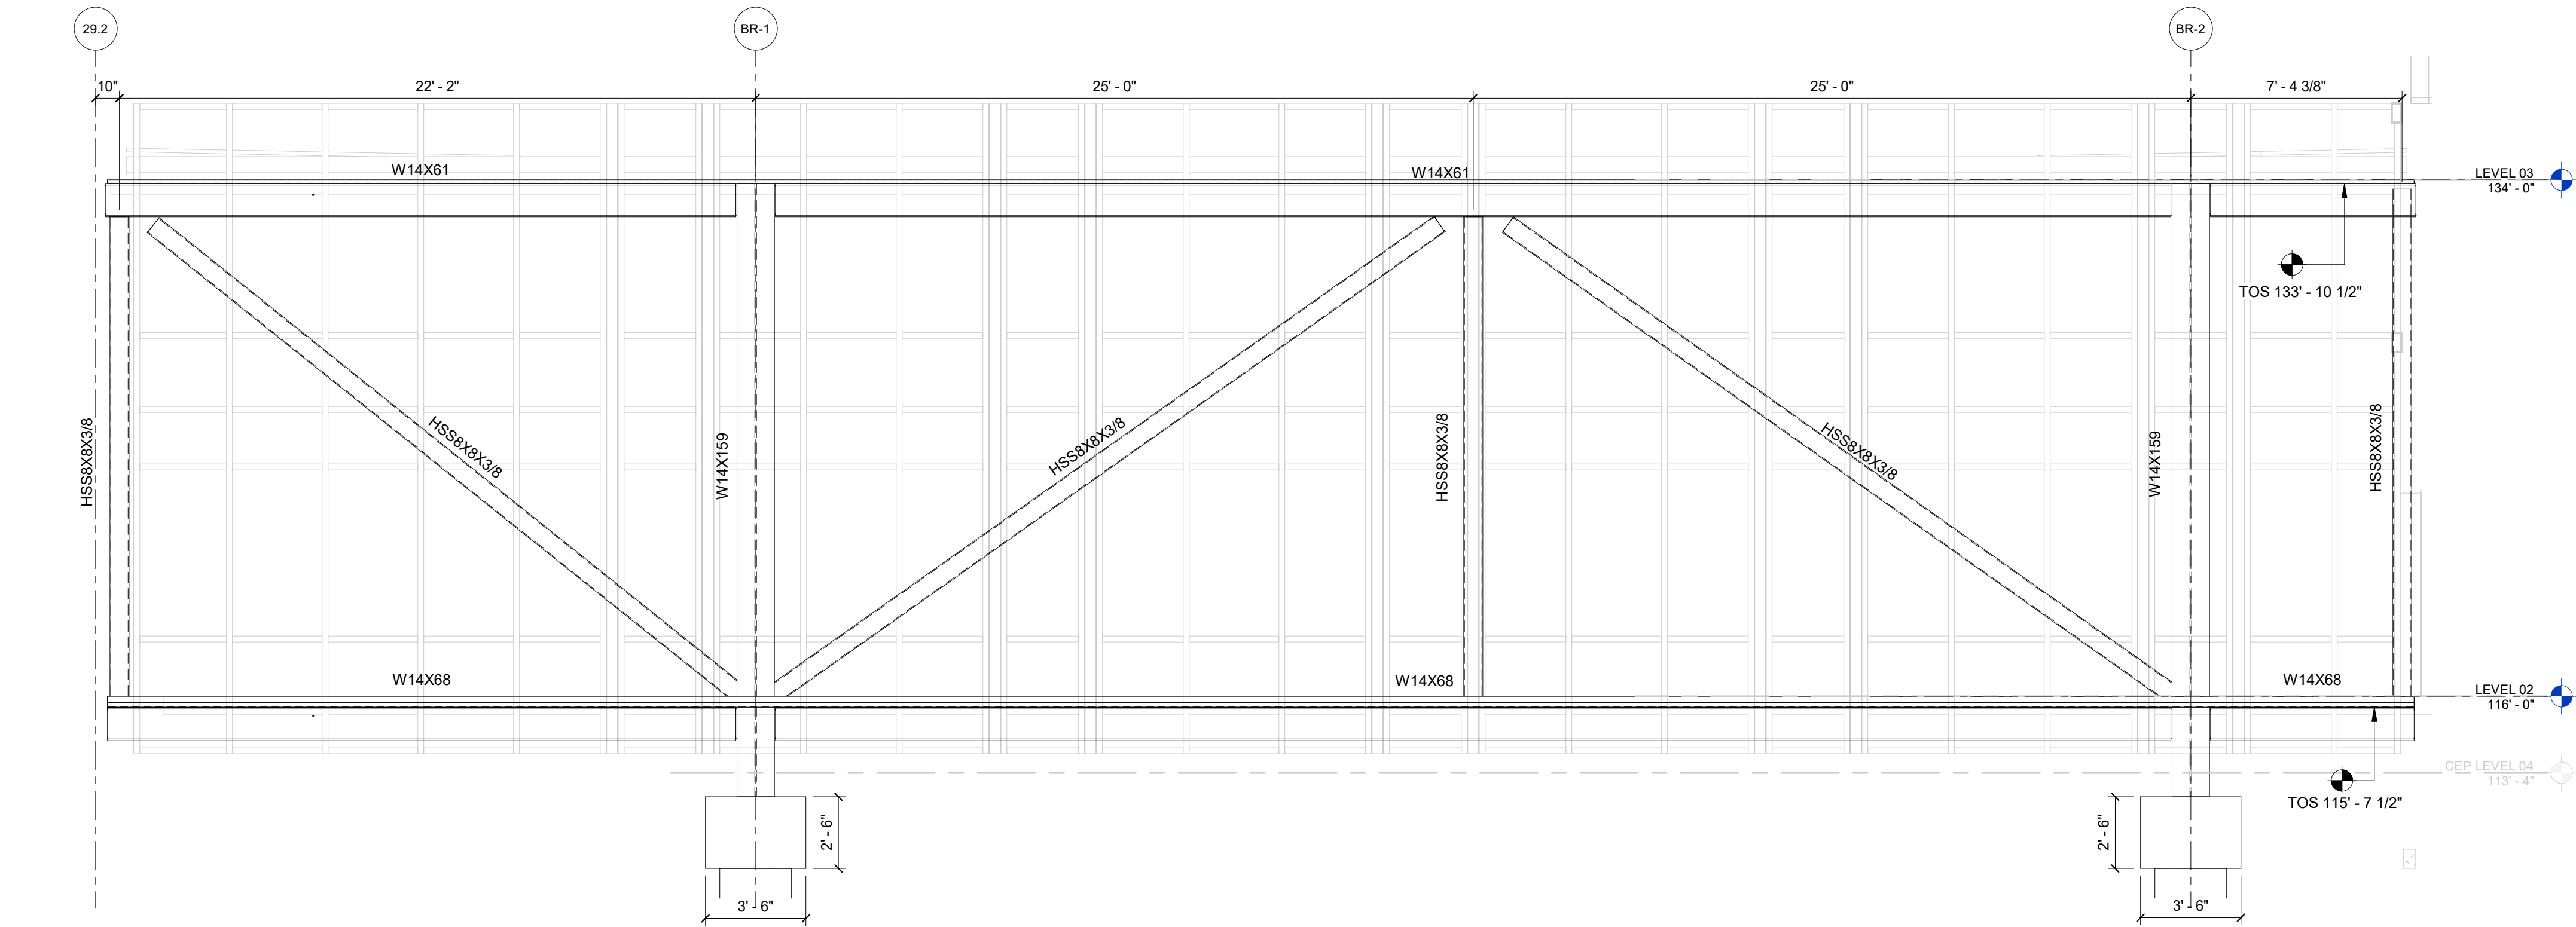 29.2
BR-1
BR-2
10"
22' - 2"
25' - 0"
25' - 0"
7' - 4 3/8"
W14X61
W14X61
LEVEL 03
134' - 0"
TOS 133' - 10 1/2"
HSS8X8X3/8
HSS8X8X3/8
W14X159
HSS8X8X3/8
HSS8X8X3/8
HSS8X8X3/8
W14X159
HSS8X8X3/8
W14X68
W14X68
W14X68
LEVEL 02
116' - 0"
CEP LEVEL 04
113' - 4"
TOS 115' - 7 1/2"
2' - 6"
2' - 6"
3' - 6"
3' - 6"